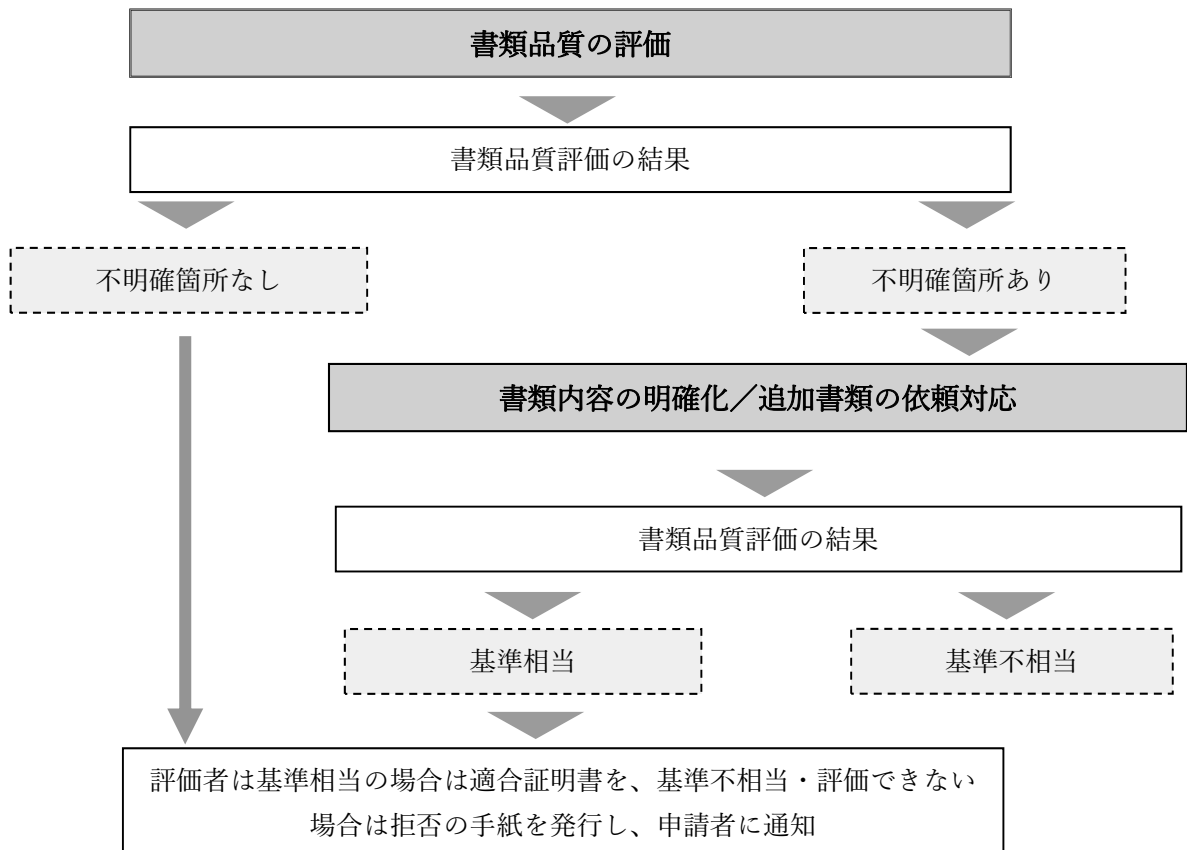 書類品質の評価
書類品質評価の結果
不明確箇所なし
不明確箇所あり
書類内容の明確化／追加書類の依頼対応
書類品質評価の結果
基準相当
基準不相当
評価者は基準相当の場合は適合証明書を、基準不相当・評価できない
場合は拒否の手紙を発行し、申請者に通知